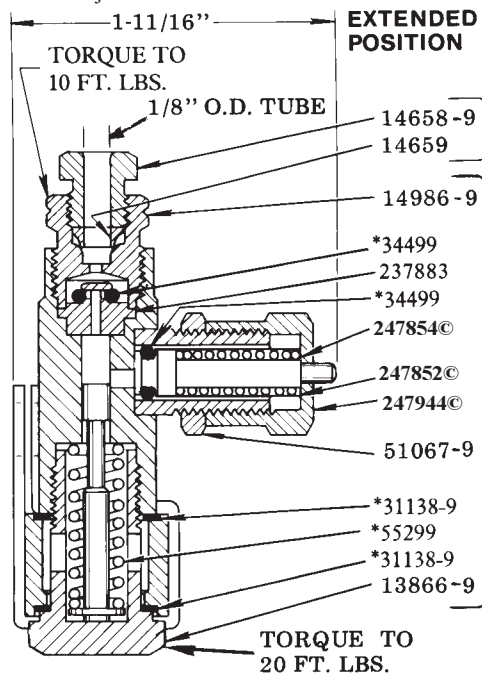 1-11/16"
EXTENDED
POSITION
TORQUE TO
10 FT. LBS.
1/8" O.D. TUBE
14658-9
14659
14986-9
*34499
237883
*34499
247854©
247852©
247944©
51067-9
*31138-9
*55299
*31138-9
13866-9
TORQUE TO
20 FT. LBS.